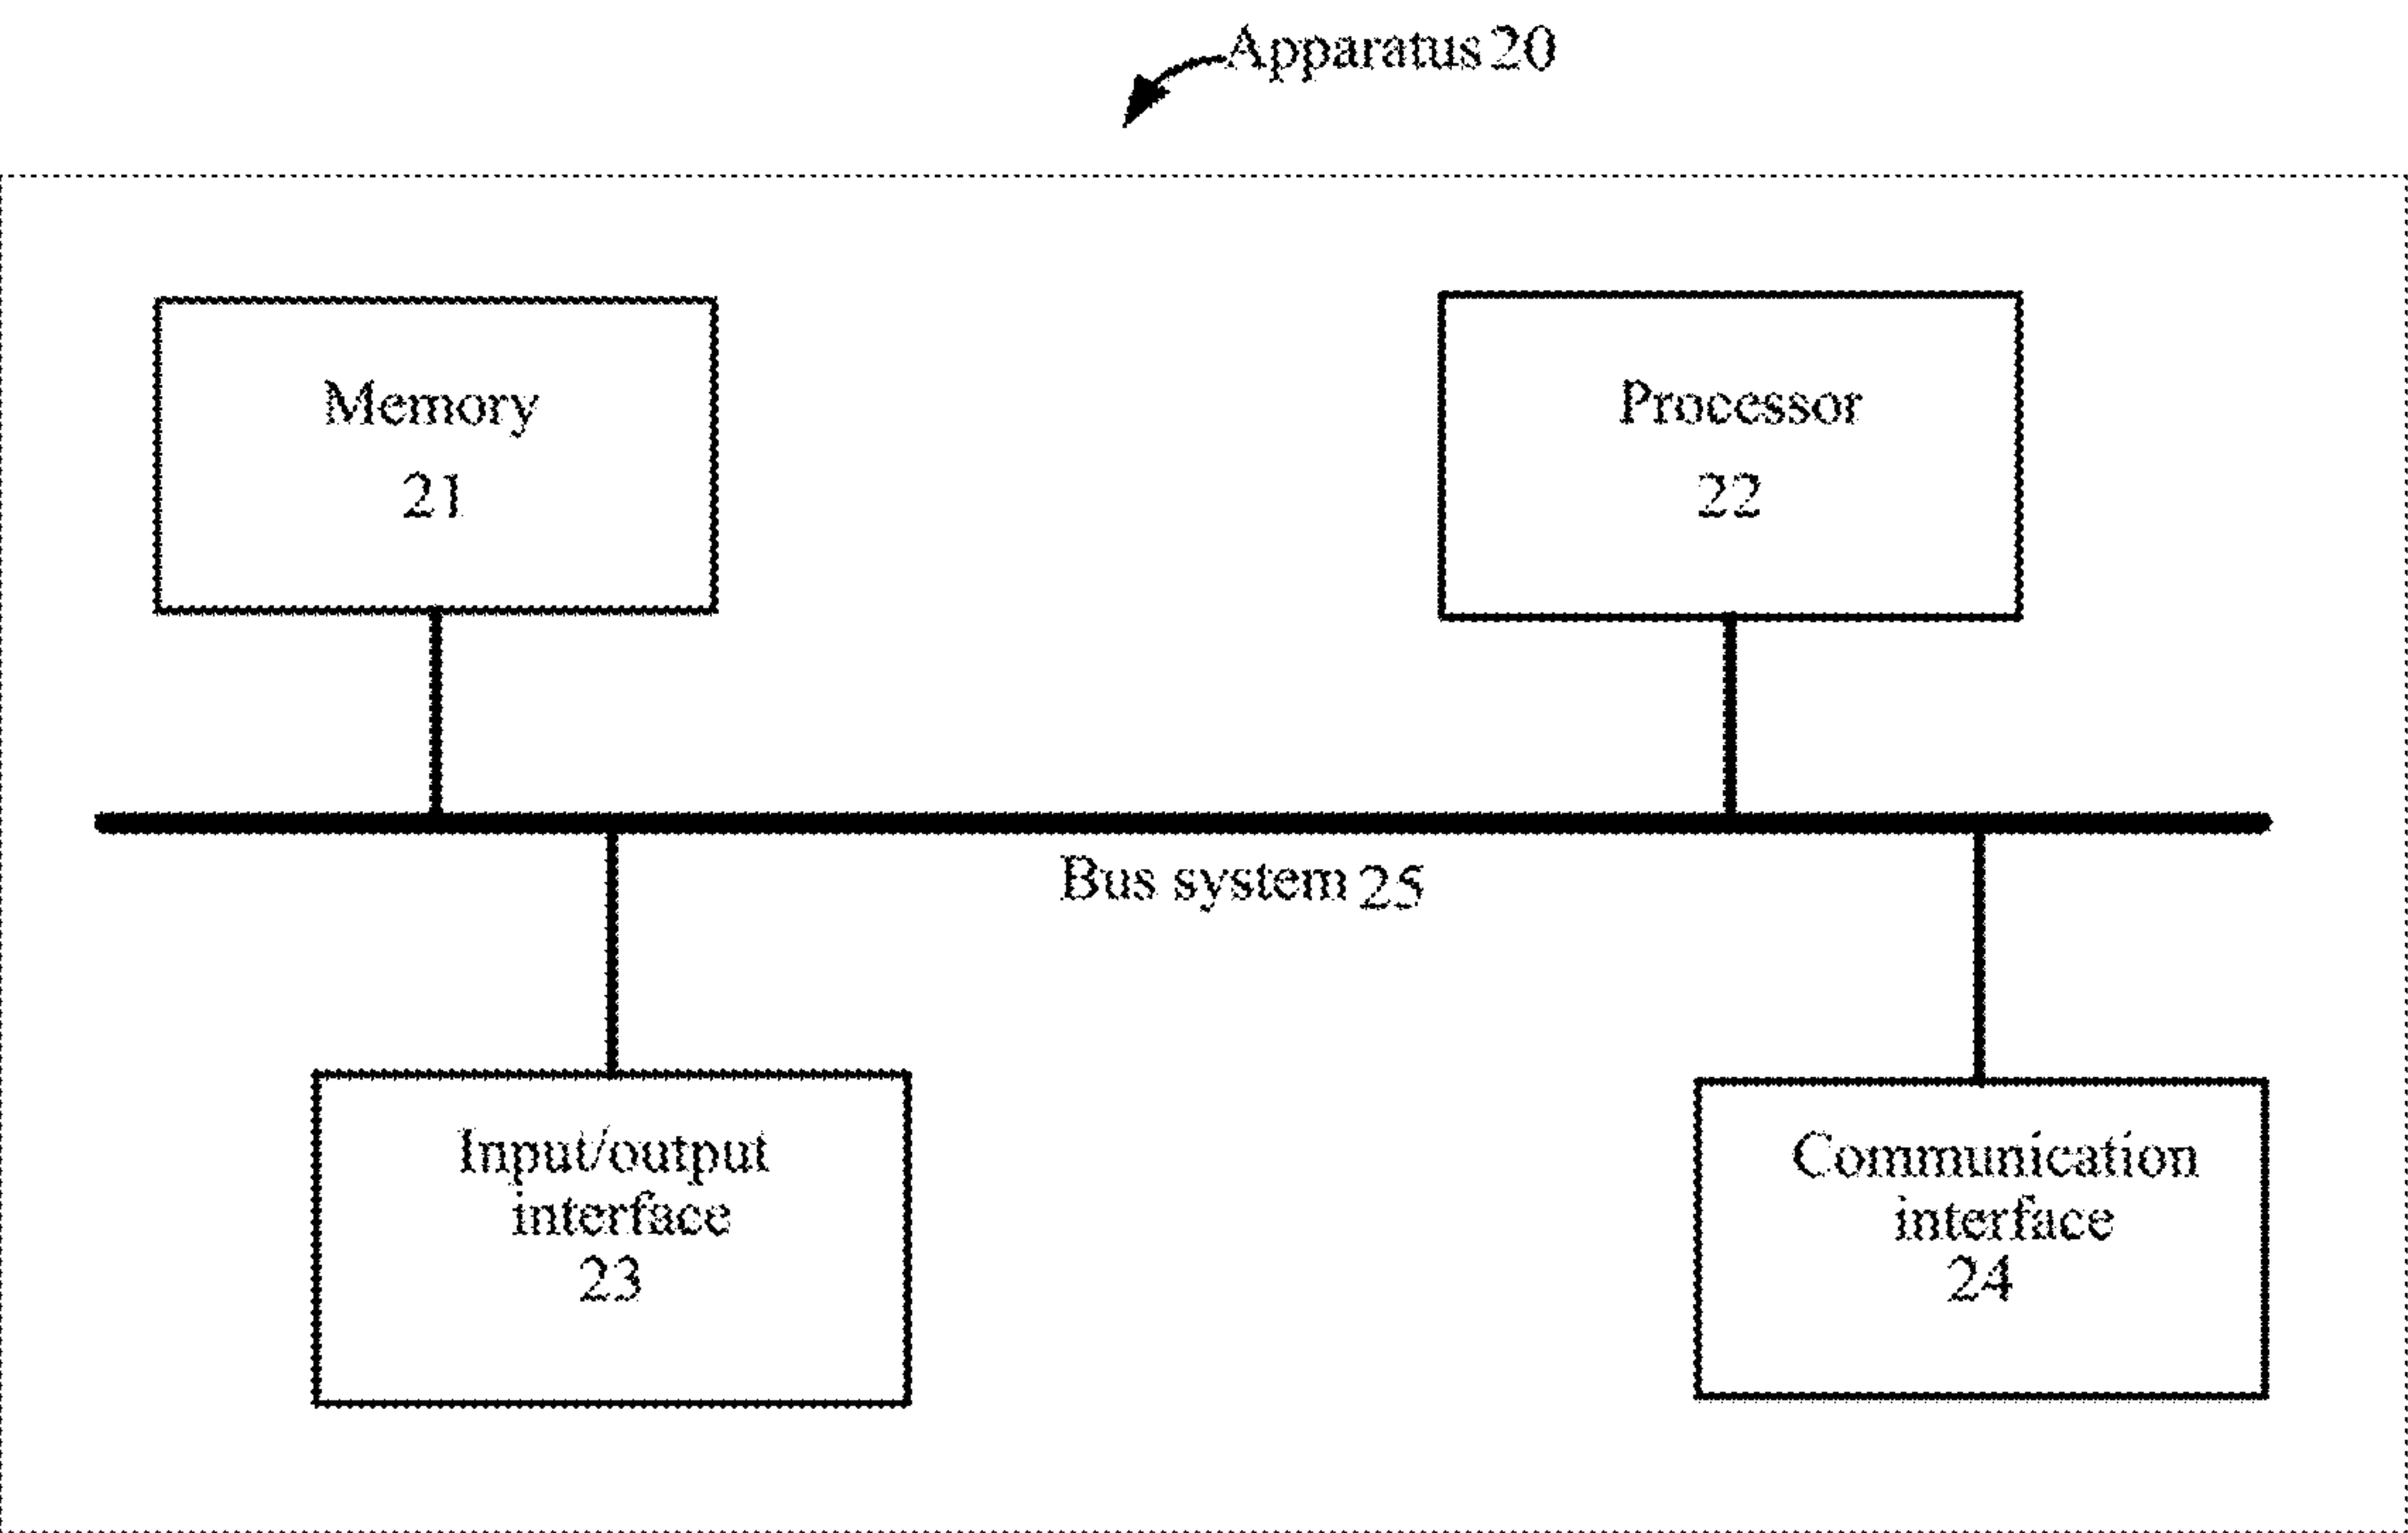 Apparatus 20
Memory
21
Processor
22
Bus system 25
Input/output
interface
23
Communication
interface
24